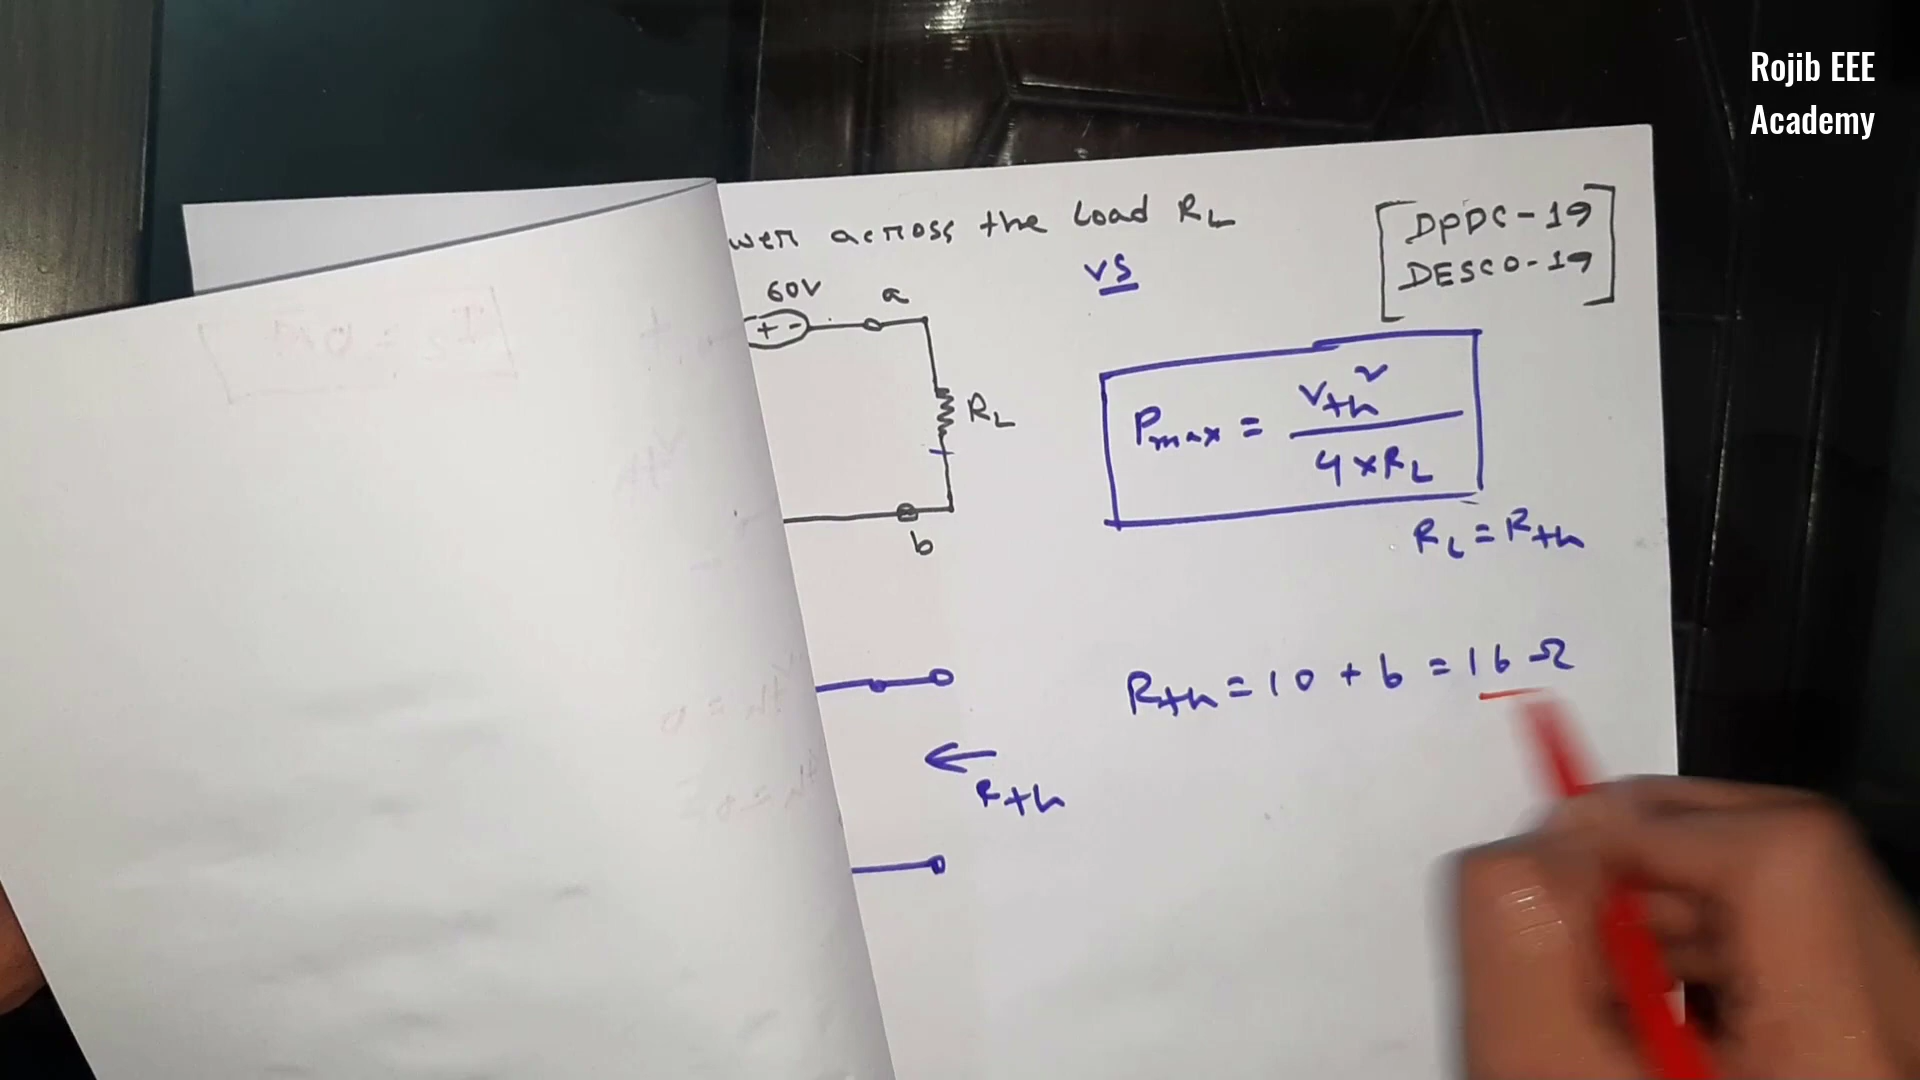 Rojib EEE
Academy
wer across the load RL
[DPDC-19
DESCO-19]
VS
60V
a
+ -
RL
b
Pmax = Vth² / 4×RL
RL = Rth
Rth = 10 + 6 = 16 Ω
Rth